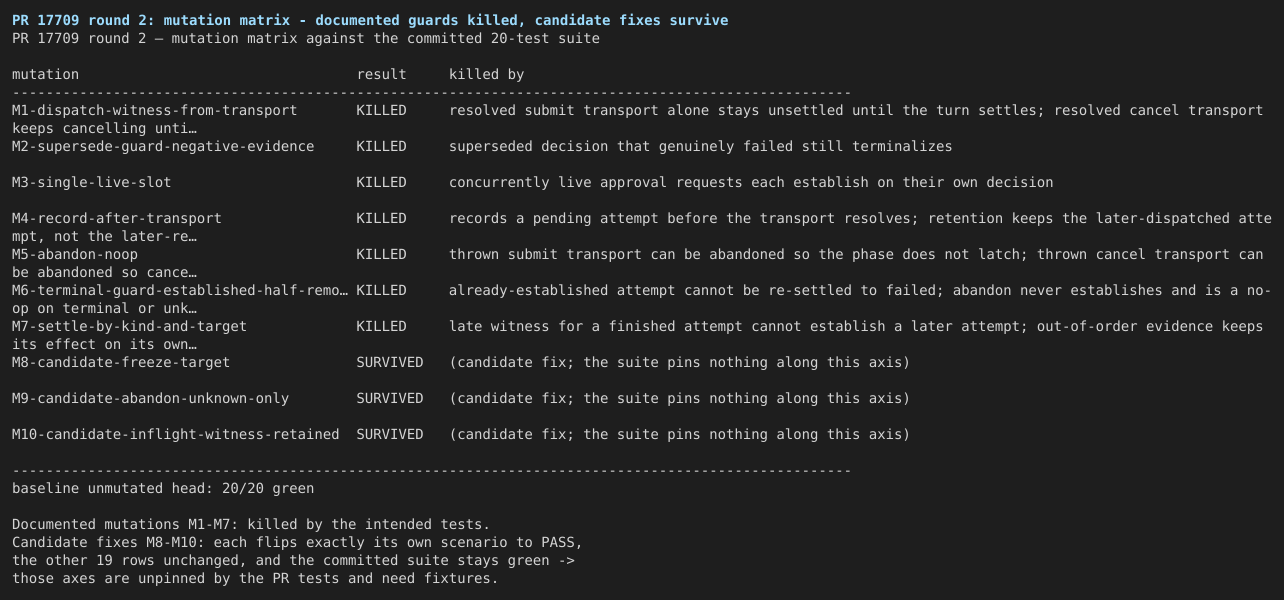 PR 17709 round 2: mutation matrix - documented guards killed, candidate fixes survive
PR 17709 round 2 — mutation matrix against the committed 20-test suite
mutation result killed by
----------------------------------------------------------------------------------------------------
M1-dispatch-witness-from-transport KILLED resolved submit transport alone stays unsettled until the turn settles; resolved cancel transport
keeps cancelling unti…
M2-supersede-guard-negative-evidence KILLED superseded decision that genuinely failed still terminalizes
M3-single-live-slot KILLED concurrently live approval requests each establish on their own decision
M4-record-after-transport KILLED records a pending attempt before the transport resolves; retention keeps the later-dispatched atte
mpt, not the later-re…
M5-abandon-noop KILLED thrown submit transport can be abandoned so the phase does not latch; thrown cancel transport can
be abandoned so cance…
M6-terminal-guard-established-half-remo… KILLED already-established attempt cannot be re-settled to failed; abandon never establishes and is a no-
op on terminal or unk…
M7-settle-by-kind-and-target KILLED late witness for a finished attempt cannot establish a later attempt; out-of-order evidence keeps
its effect on its own…
M8-candidate-freeze-target SURVIVED (candidate fix; the suite pins nothing along this axis)
M9-candidate-abandon-unknown-only SURVIVED (candidate fix; the suite pins nothing along this axis)
M10-candidate-inflight-witness-retained SURVIVED (candidate fix; the suite pins nothing along this axis)
----------------------------------------------------------------------------------------------------
baseline unmutated head: 20/20 green
Documented mutations M1-M7: killed by the intended tests.
Candidate fixes M8-M10: each flips exactly its own scenario to PASS,
the other 19 rows unchanged, and the committed suite stays green ->
those axes are unpinned by the PR tests and need fixtures.